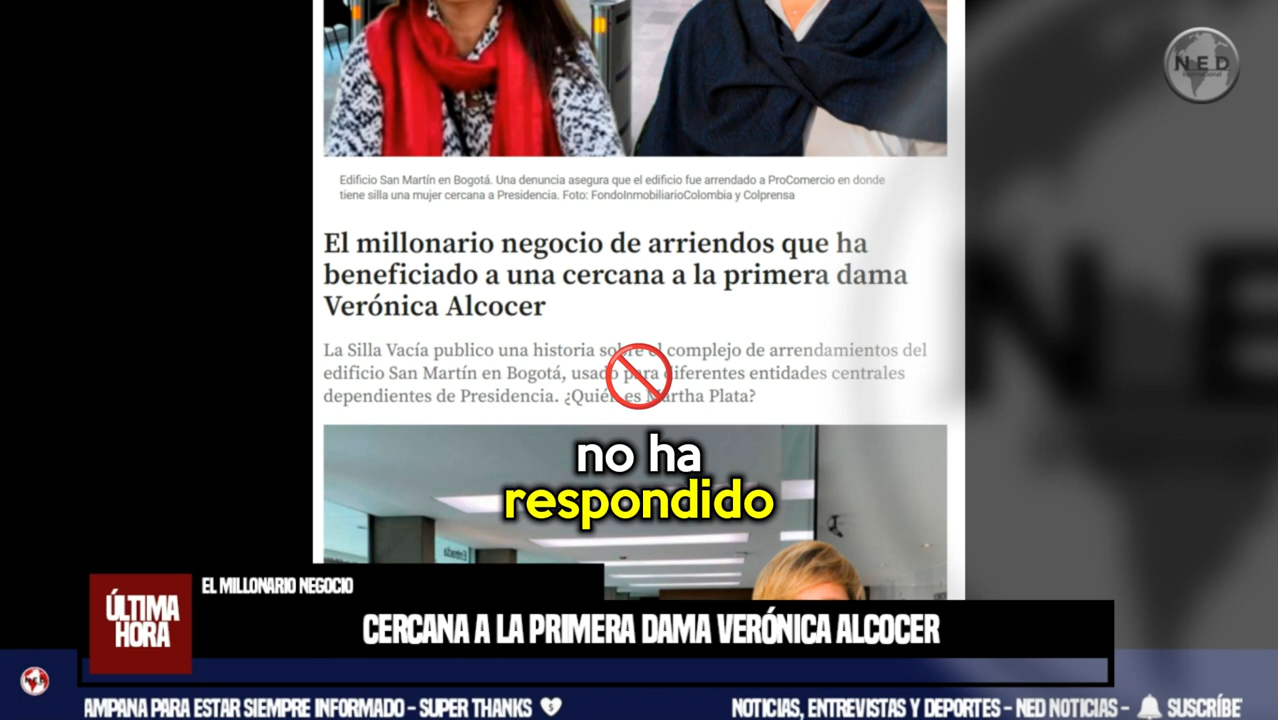 NED
International
Edificio San Martín en Bogotá. Una denuncia asegura que el edificio fue arrendado a ProComercio en donde
tiene silla una mujer cercana a Presidencia. Foto: FondoInmobiliarioColombia y Colprensa
El millonario negocio de arriendos que ha
beneficiado a una cercana a la primera dama
Verónica Alcocer
La Silla Vacía publico una historia sobre el complejo de arrendamientos del
edificio San Martín en Bogotá, usado para diferentes entidades centrales
dependientes de Presidencia. ¿Quién es Martha Plata?
no ha
respondido
Entrada
EL MILLONARIO NEGOCIO
ÚLTIMA
HORA
CERCANA A LA PRIMERA DAMA VERÓNICA ALCOCER
AMPANA PARA ESTAR SIEMPRE INFORMADO - SUPER THANKS
NOTICIAS, ENTREVISTAS Y DEPORTES - NED NOTICIAS - SUSCRÍBE